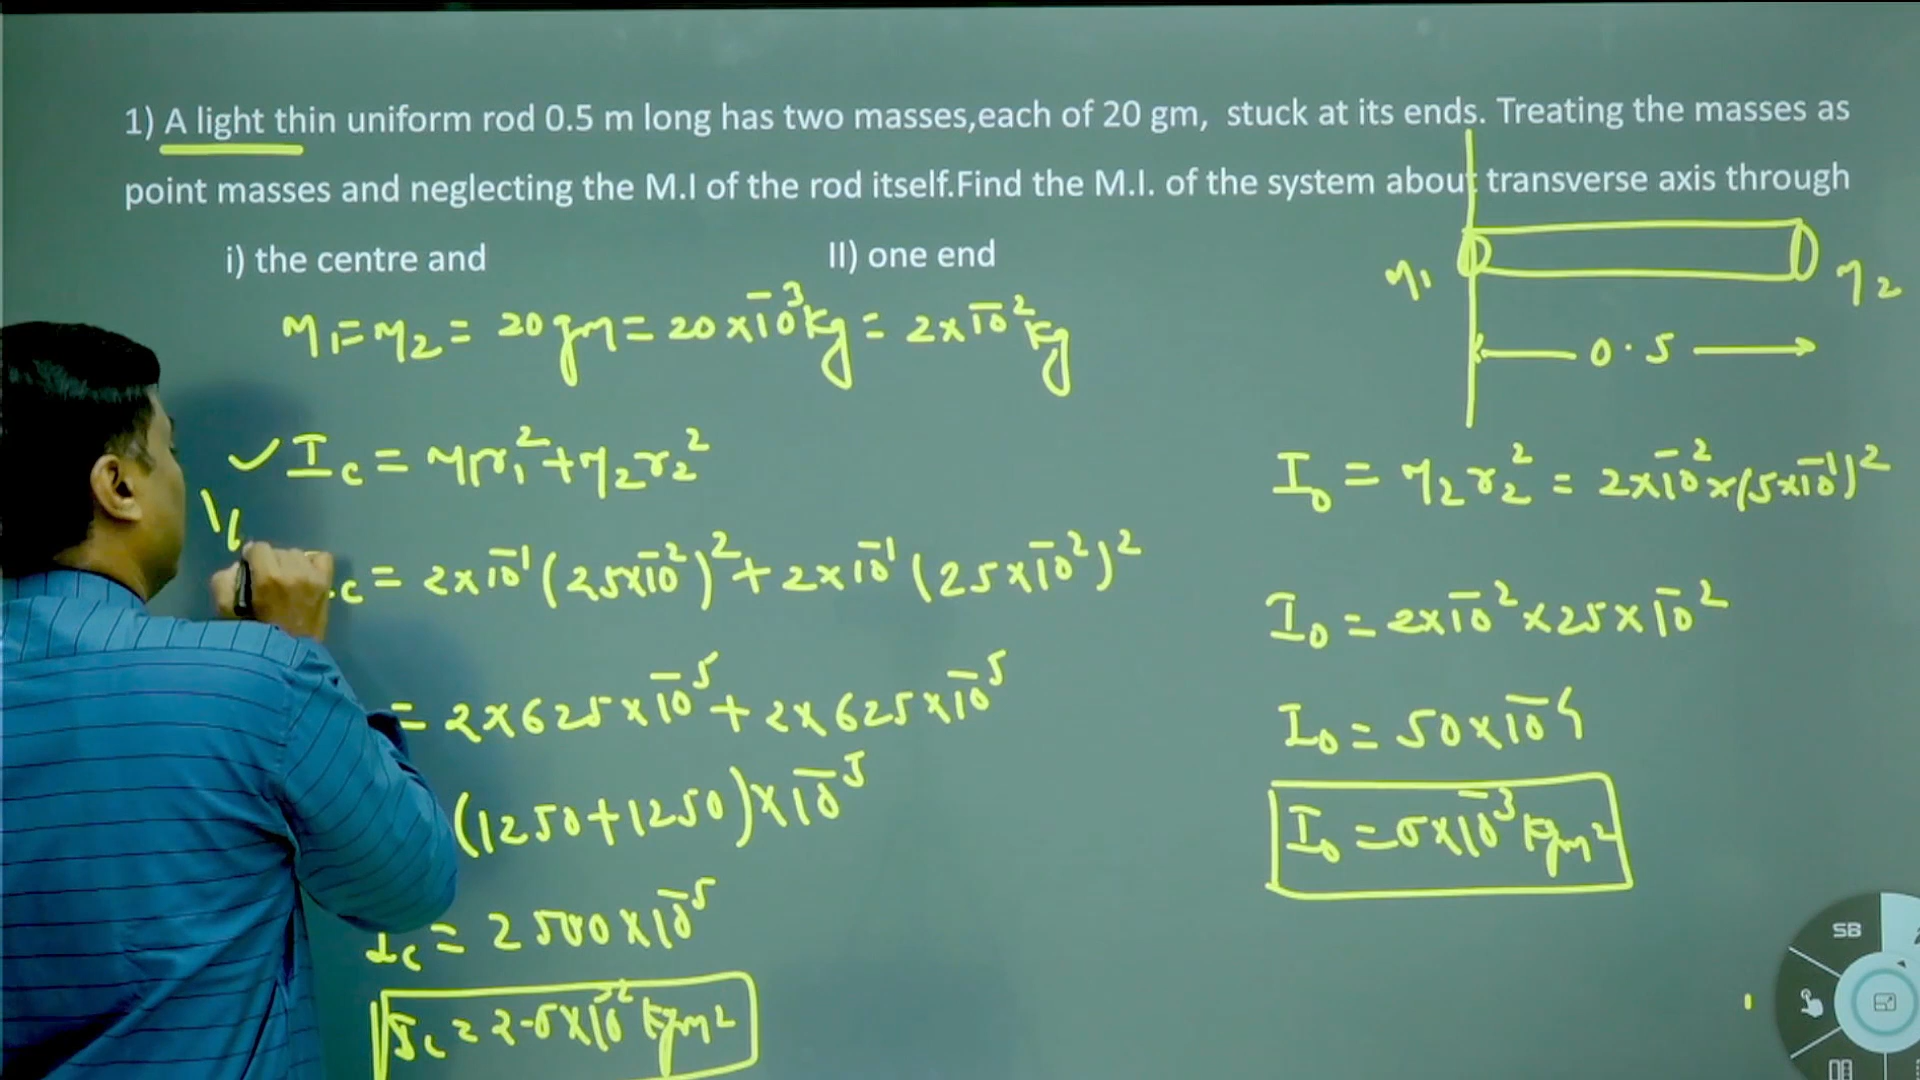 1) A light thin uniform rod 0.5 m long has two masses,each of 20 gm, stuck at its ends. Treating the masses as
point masses and neglecting the M.I of the rod itself.Find the M.I. of the system about transverse axis through
i) the centre and II) one end
m₁ = m₂ = 20 gm = 20×10⁻³ kg = 2×10⁻² kg
✓ I_c = m₁r₁² + m₂r₂²
c = 2×10⁻¹ (25×10⁻²)² + 2×10⁻¹ (25×10⁻²)²
= 2×625×10⁻⁵ + 2×625×10⁻⁵
(1250+1250)×10⁻⁵
I_c = 2500×10⁻⁵
I_c = 2.5×10⁻² kgm²
m₁ m₂
0.5
I₀ = m₂r₂² = 2×10⁻² × (5×10⁻¹)²
I₀ = 2×10⁻² × 25×10⁻²
I₀ = 50×10⁻⁴
I₀ = 5×10⁻³ kgm²
SB